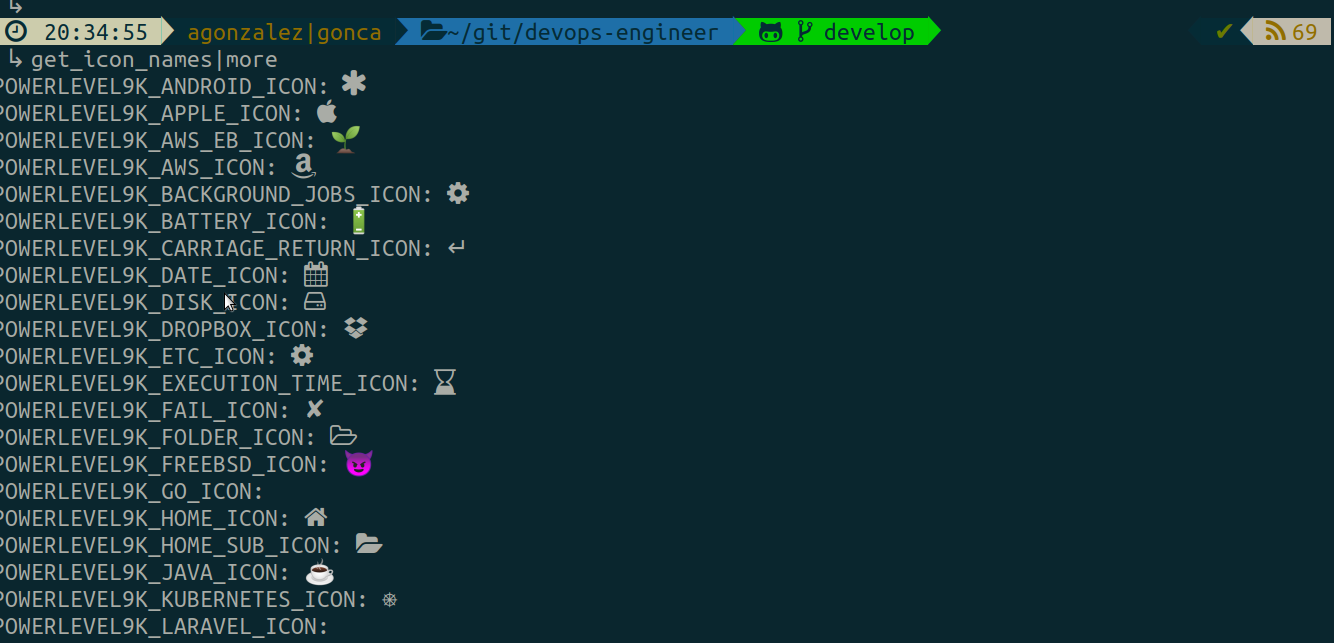 20:34:55 agonzalez|gonca ~/git/devops-engineer develop ✔ 69
↳ get_icon_names|more
POWERLEVEL9K_ANDROID_ICON: ✱
POWERLEVEL9K_APPLE_ICON: 
POWERLEVEL9K_AWS_EB_ICON: 🌱
POWERLEVEL9K_AWS_ICON: 
POWERLEVEL9K_BACKGROUND_JOBS_ICON: ⚙
POWERLEVEL9K_BATTERY_ICON: 🔋
POWERLEVEL9K_CARRIAGE_RETURN_ICON: ↵
POWERLEVEL9K_DATE_ICON: 
POWERLEVEL9K_DISK_ICON: 
POWERLEVEL9K_DROPBOX_ICON: 
POWERLEVEL9K_ETC_ICON: ⚙
POWERLEVEL9K_EXECUTION_TIME_ICON: 
POWERLEVEL9K_FAIL_ICON: ✘
POWERLEVEL9K_FOLDER_ICON: 
POWERLEVEL9K_FREEBSD_ICON: 😈
POWERLEVEL9K_GO_ICON:
POWERLEVEL9K_HOME_ICON: 
POWERLEVEL9K_HOME_SUB_ICON: 
POWERLEVEL9K_JAVA_ICON: ☕
POWERLEVEL9K_KUBERNETES_ICON: ⎈
POWERLEVEL9K_LARAVEL_ICON: